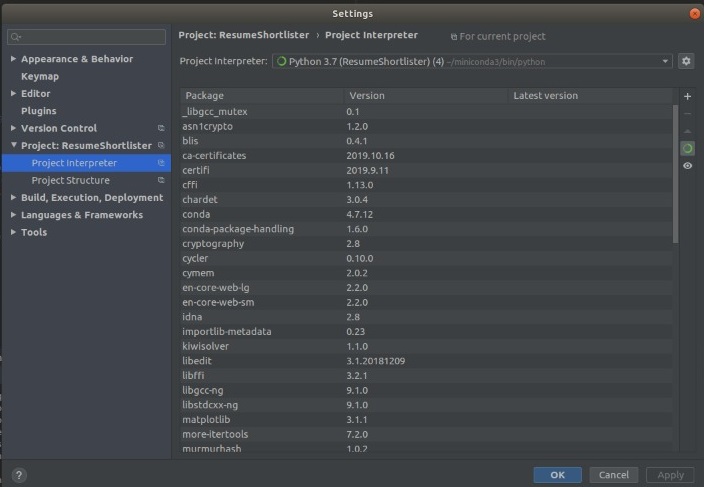 Settings
Project: ResumeShortlister › Project Interpreter For current project
Project Interpreter: Python 3.7 (ResumeShortlister) (4) ~/miniconda3/bin/python
Appearance & Behavior
Keymap
Editor
Plugins
Version Control
Project: ResumeShortlister
Project Interpreter
Project Structure
Build, Execution, Deployment
Languages & Frameworks
Tools
Package Version Latest version
_libgcc_mutex 0.1
asn1crypto 1.2.0
blis 0.4.1
ca-certificates 2019.10.16
certifi 2019.9.11
cffi 1.13.0
chardet 3.0.4
conda 4.7.12
conda-package-handling 1.6.0
cryptography 2.8
cycler 0.10.0
cymem 2.0.2
en-core-web-lg 2.2.0
en-core-web-sm 2.2.0
idna 2.8
importlib-metadata 0.23
kiwisolver 1.1.0
libedit 3.1.20181209
libffi 3.2.1
libgcc-ng 9.1.0
libstdcxx-ng 9.1.0
matplotlib 3.1.1
more-itertools 7.2.0
murmurhash 1.0.2
? OK Cancel Apply